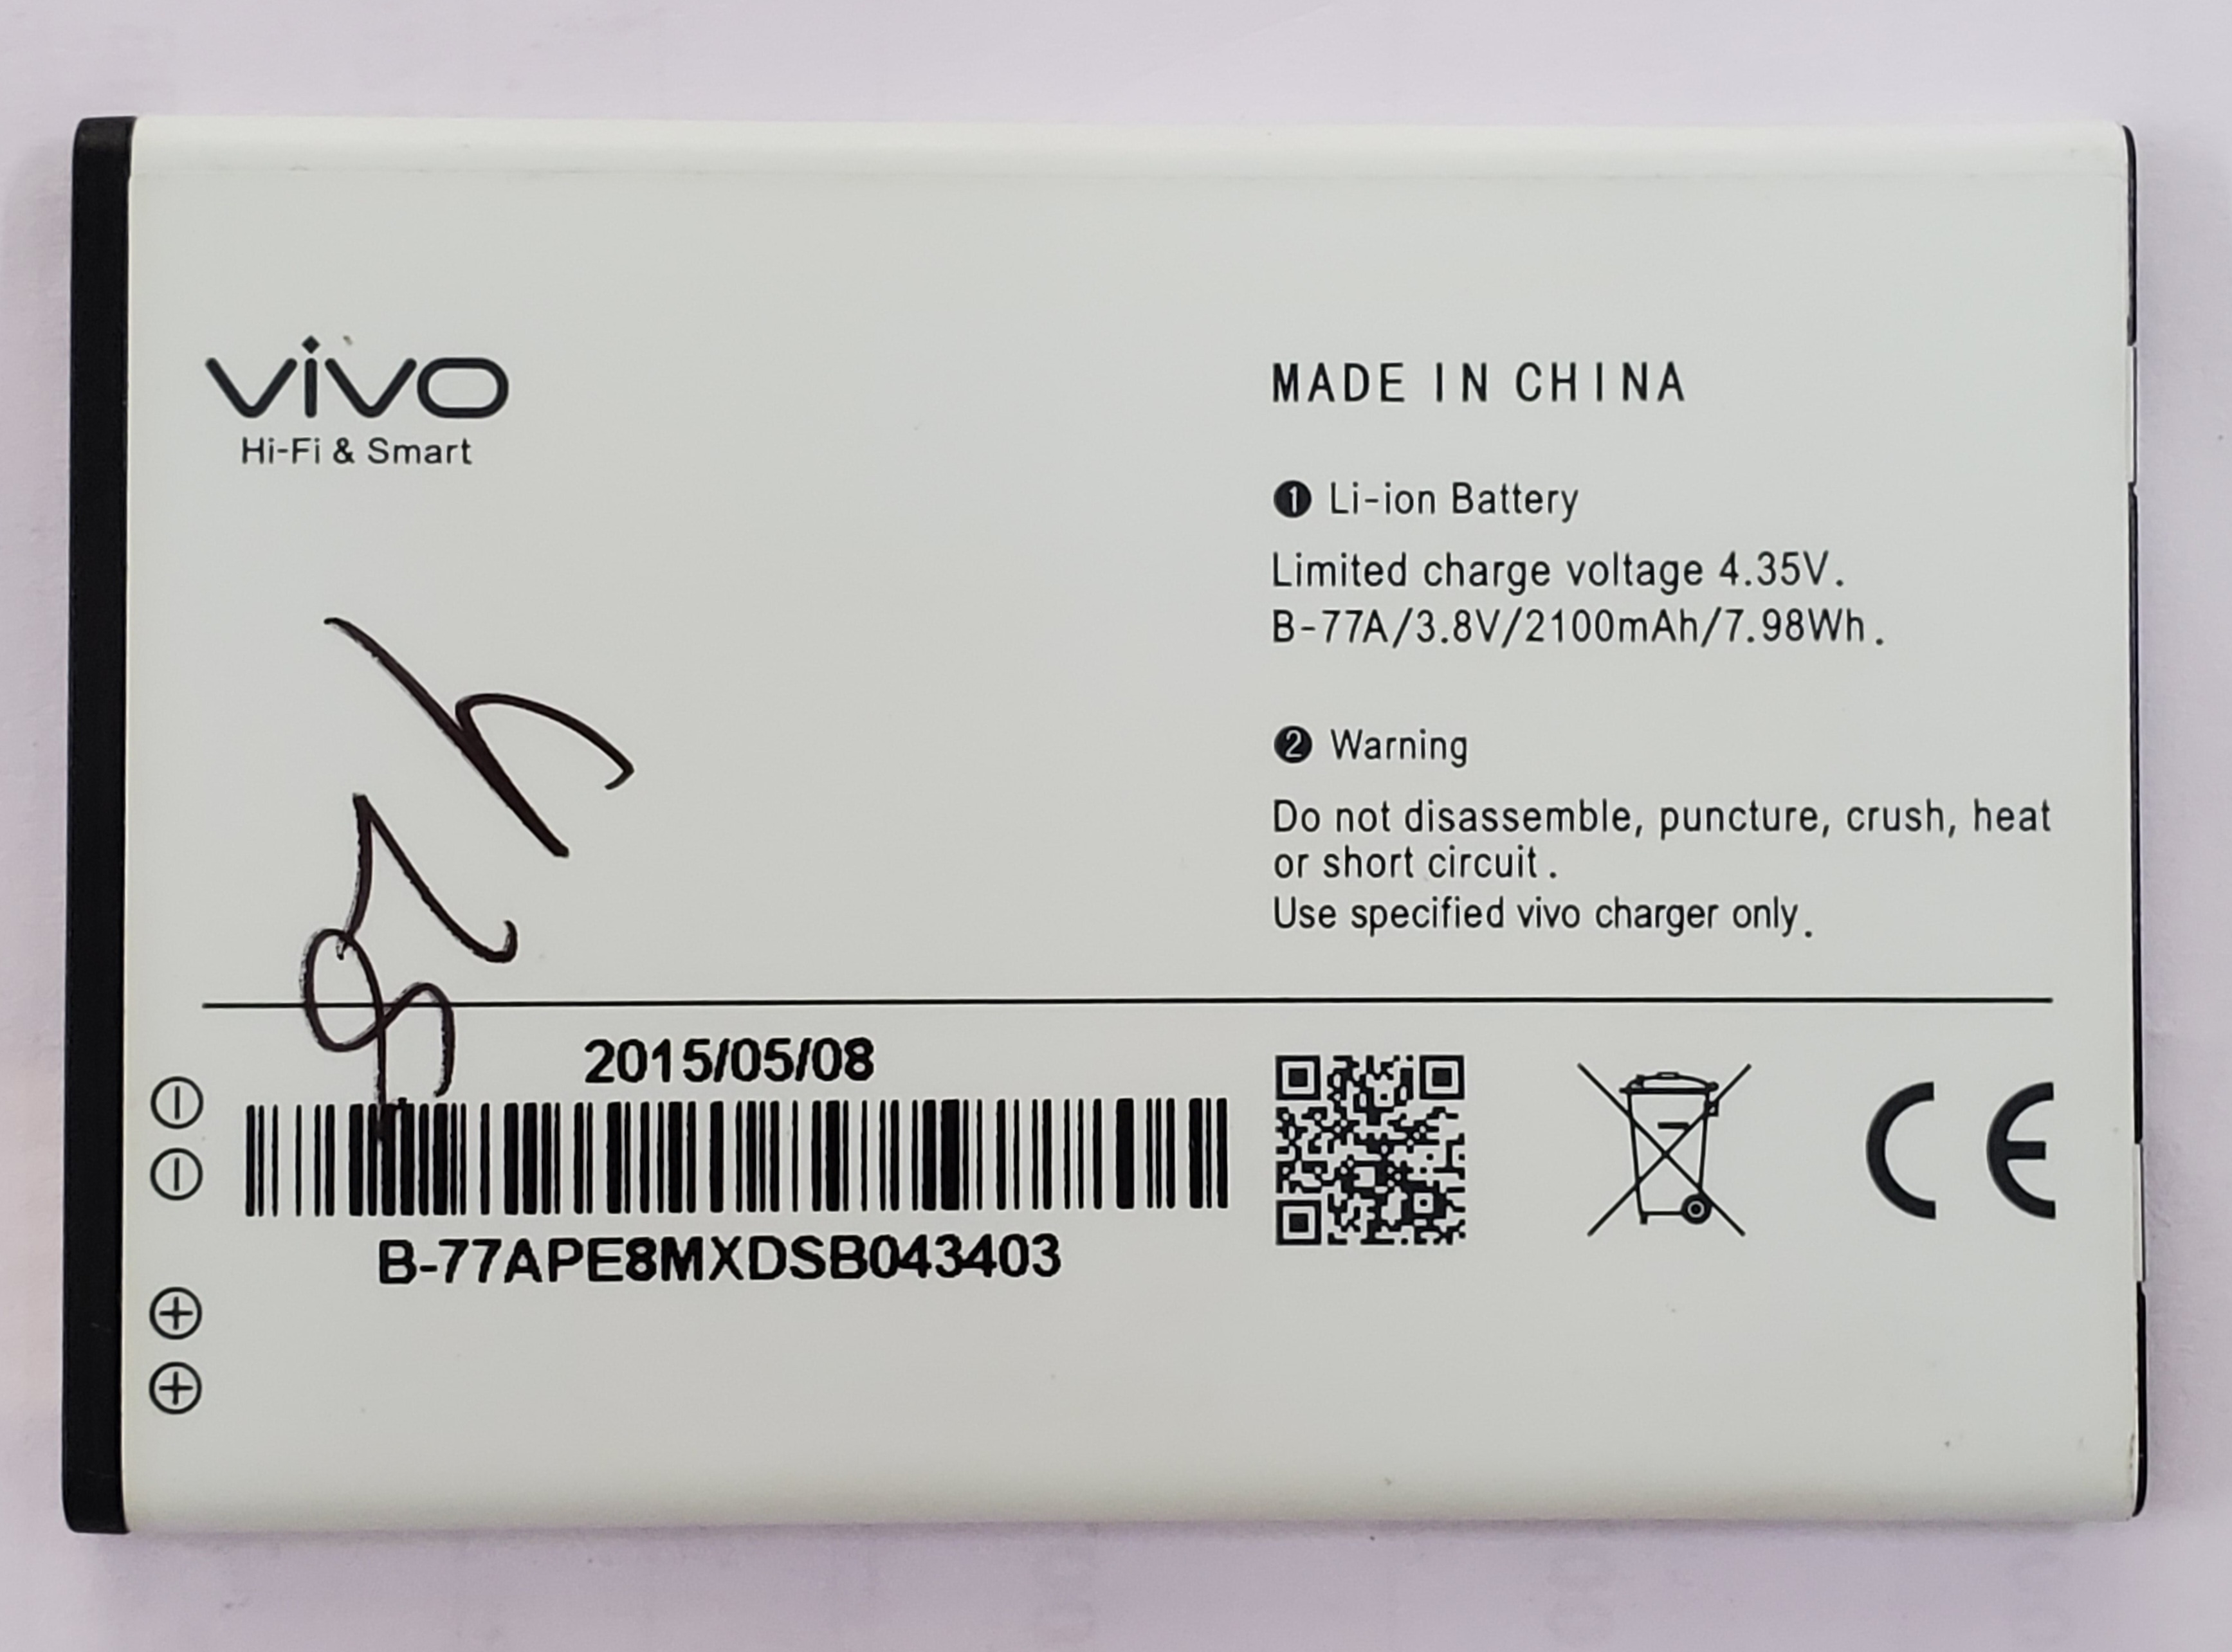 vivo
Hi-Fi & Smart
MADE IN CHINA
❶ Li-ion Battery
Limited charge voltage 4.35V.
B-77A/3.8V/2100mAh/7.98Wh.
❷ Warning
Do not disassemble, puncture, crush, heat
or short circuit.
Use specified vivo charger only.
2015/05/08
B-77APE8MXDSB043403
CE